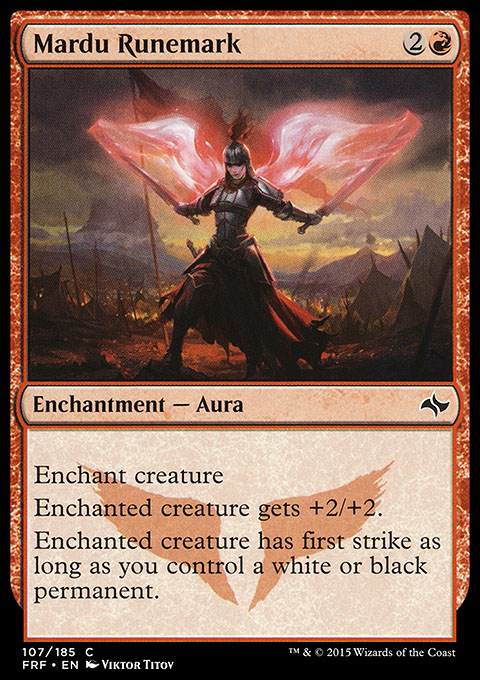 Mardu Runemark 2
Enchantment — Aura
Enchant creature
Enchanted creature gets +2/+2.
Enchanted creature has first strike as
long as you control a white or black
permanent.
107/185 C
FRF • EN Viktor Titov
™ & © 2015 Wizards of the Coast